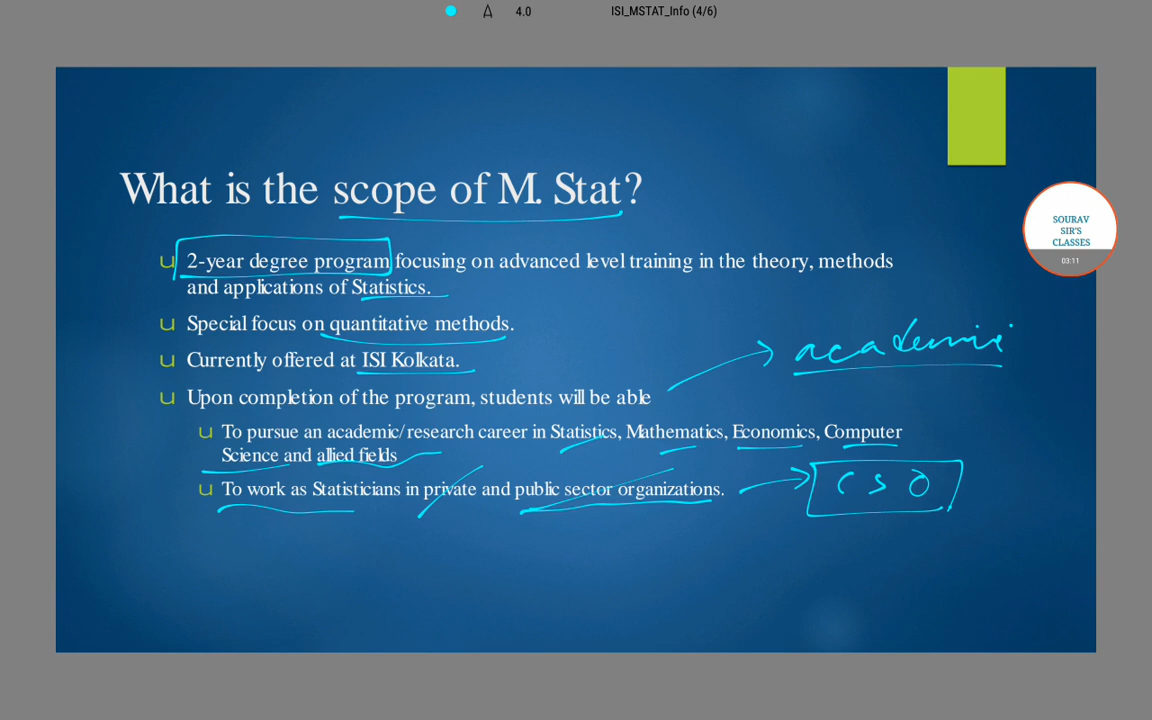 4.0 ISI_MSTAT_Info (4/6)
What is the scope of M. Stat?
2-year degree program focusing on advanced level training in the theory, methods
and applications of Statistics.
Special focus on quantitative methods.
Currently offered at ISI Kolkata.
Upon completion of the program, students will be able
To pursue an academic/research career in Statistics, Mathematics, Economics, Computer
Science and allied fields
To work as Statisticians in private and public sector organizations.
CSO
SOURAV
SIR'S
CLASSES
03:11